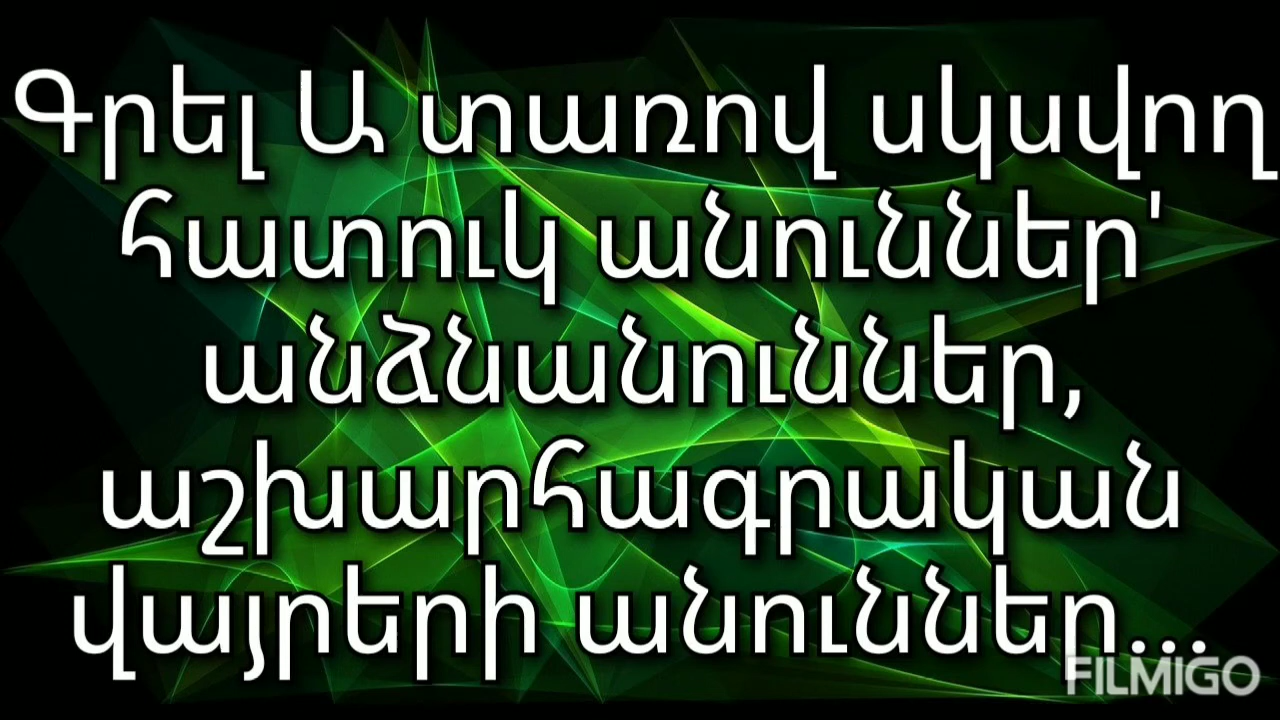 Գրել Ա տառով սկսվող
հատուկ անուններ'
անձնանուններ,
աշխարհագրական
վայրերի անուններ...
FILMIGO